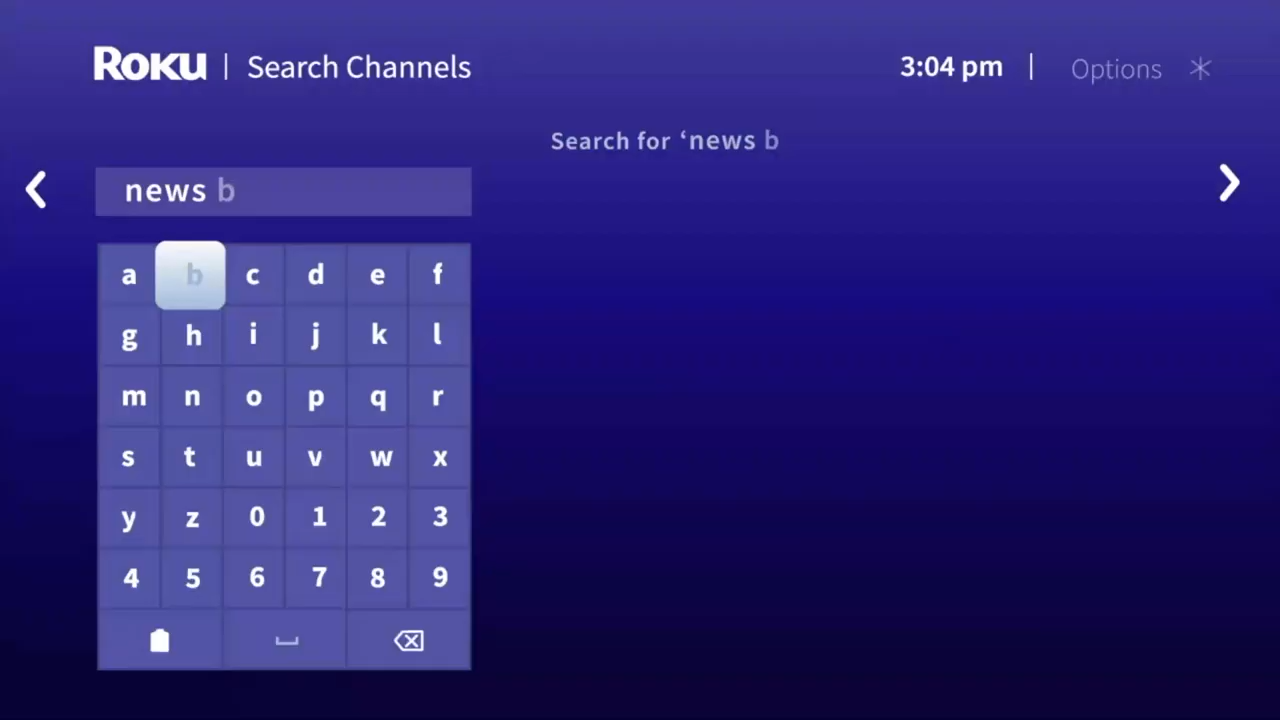 Roku | Search Channels
3:04 pm | Options
Search for ‘news b
news b
a b c d e f
g h i j k l
m n o p q r
s t u v w x
y z 0 1 2 3
4 5 6 7 8 9